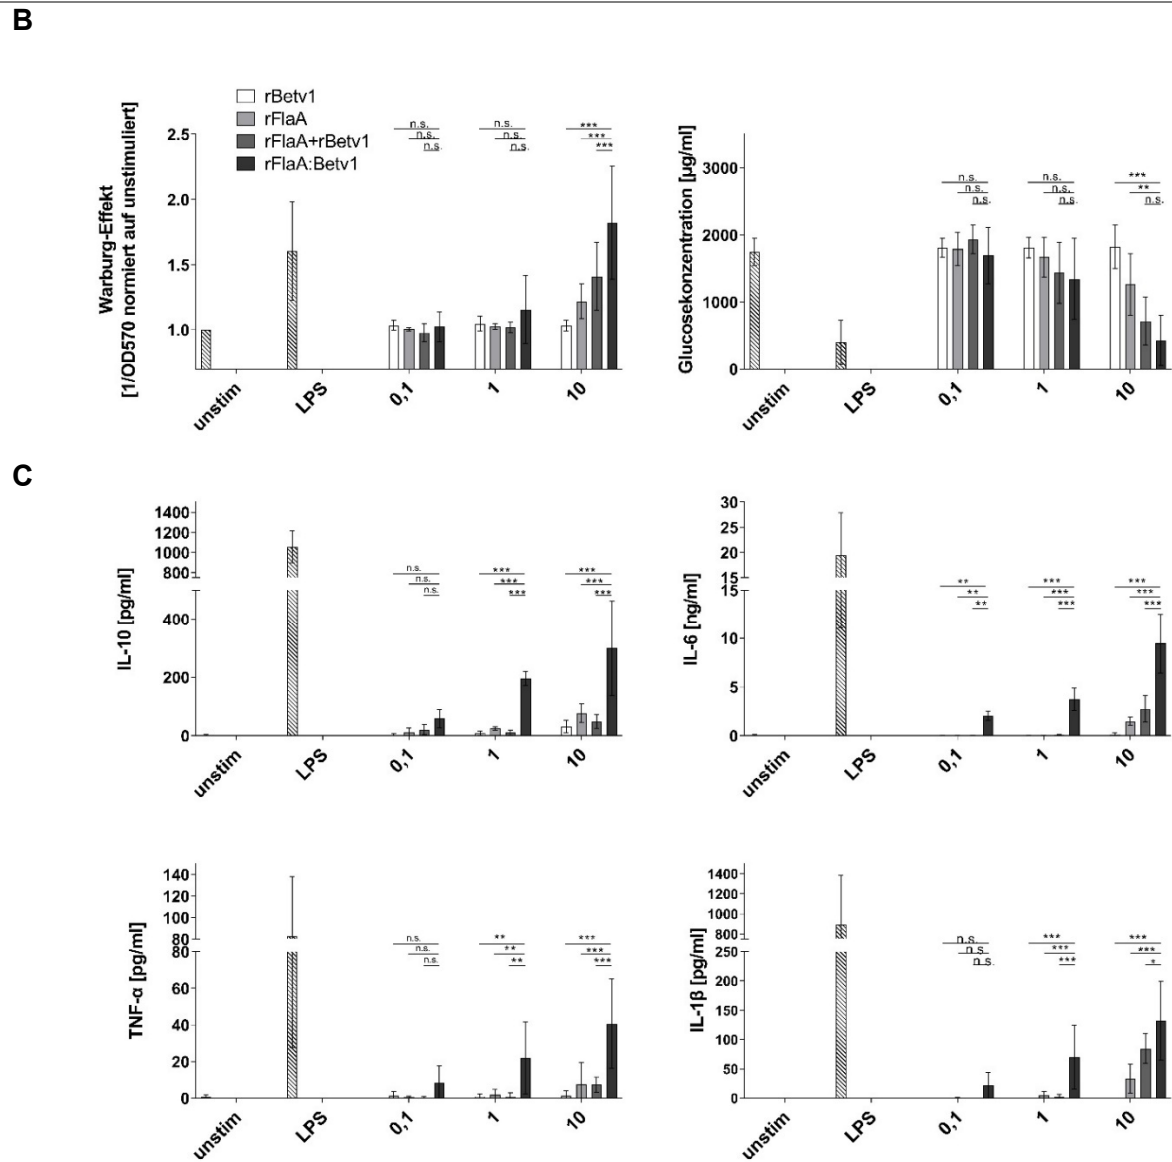 B
rBetv1
rFlaA
rFlaA+rBetv1
rFlaA:Betv1
Warburg-Effekt
[1/OD570 normiert auf unstimuliert]
2.5
2.0
1.5
1.0
n.s.
n.s.
n.s.
n.s.
n.s.
n.s.
***
***
***
unstim
LPS
0,1
1
10
Glucosekonzentration [µg/ml]
3000
2000
1000
0
n.s.
n.s.
n.s.
n.s.
n.s.
n.s.
***
**
n.s.
unstim
LPS
0,1
1
10
C
IL-10 [pg/ml]
1400
1200
1000
800
400
200
0
n.s.
n.s.
n.s.
***
***
***
***
***
***
unstim
LPS
0,1
1
10
IL-6 [ng/ml]
30
25
20
15
15
10
5
0
**
**
**
***
***
***
***
***
***
unstim
LPS
0,1
1
10
TNF-α [pg/ml]
140
120
100
80
80
60
40
20
0
n.s.
n.s.
n.s.
**
**
**
***
***
***
unstim
LPS
0,1
1
10
IL-1β [pg/ml]
1400
1200
1000
800
250
200
150
100
50
0
n.s.
n.s.
n.s.
***
***
***
***
***
*
unstim
LPS
0,1
1
10